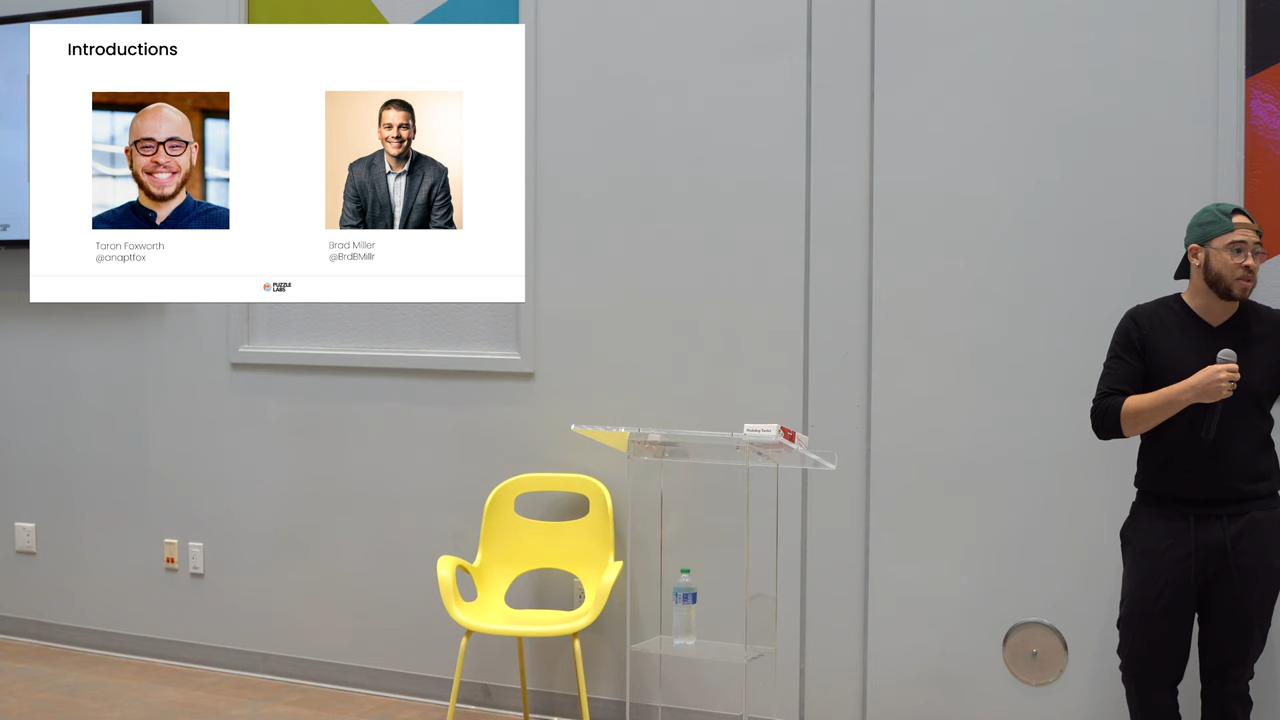 Introductions
Taron Foxworth
@anaptfox
Brad Miller
@BrdBMillr
PUZZLE
LABS